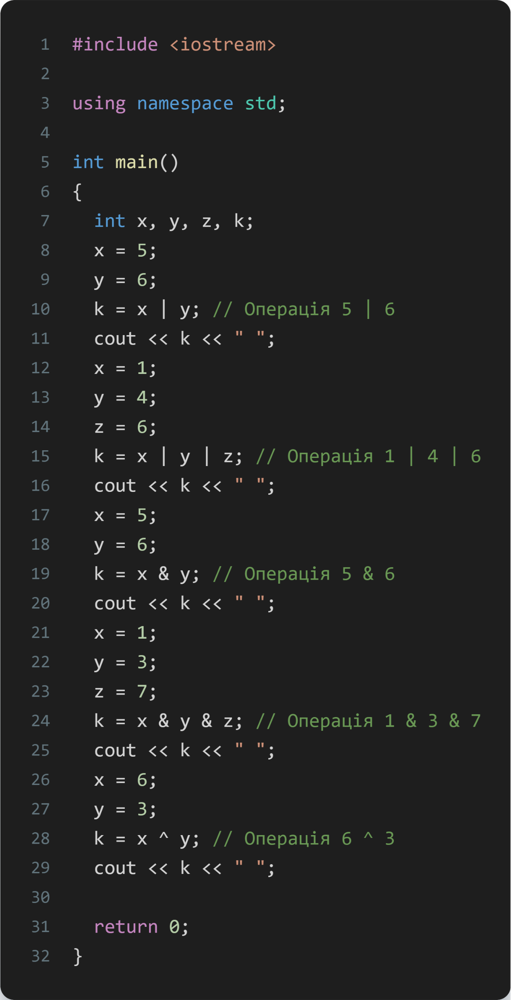 1 #include <iostream>
2
3 using namespace std;
4
5 int main()
6 {
7   int x, y, z, k;
8   x = 5;
9   y = 6;
10   k = x | y; // Операція 5 | 6
11   cout << k << " ";
12   x = 1;
13   y = 4;
14   z = 6;
15   k = x | y | z; // Операція 1 | 4 | 6
16   cout << k << " ";
17   x = 5;
18   y = 6;
19   k = x & y; // Операція 5 & 6
20   cout << k << " ";
21   x = 1;
22   y = 3;
23   z = 7;
24   k = x & y & z; // Операція 1 & 3 & 7
25   cout << k << " ";
26   x = 6;
27   y = 3;
28   k = x ^ y; // Операція 6 ^ 3
29   cout << k << " ";
30
31   return 0;
32 }